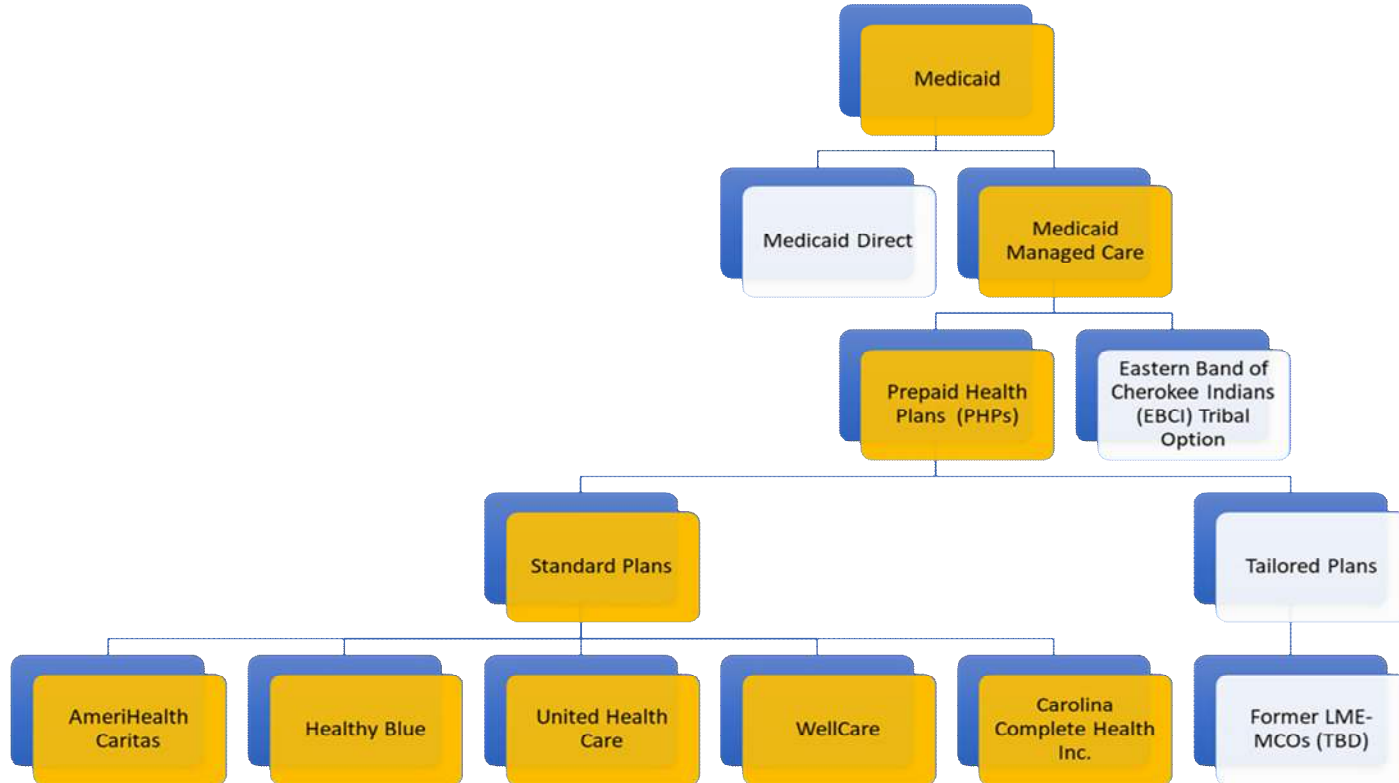 Medicaid
Medicaid Direct
Medicaid
Managed Care
Prepaid Health
Plans (PHPs)
Eastern Band of
Cherokee Indians
(EBCI) Tribal
Option
Standard Plans
Tailored Plans
AmeriHealth
Caritas
Healthy Blue
United Health
Care
WellCare
Carolina
Complete Health
Inc.
Former LME-
MCOs (TBD)